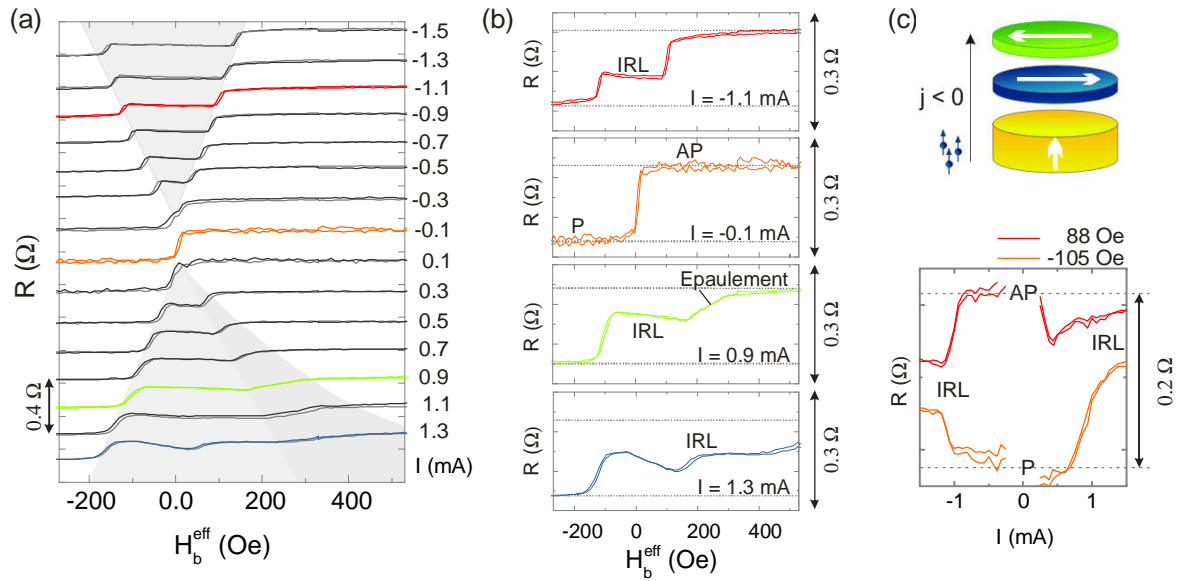 (a)
-1.5
-1.3
-1.1
-0.9
-0.7
-0.5
-0.3
-0.1
0.1
0.3
0.5
0.7
0.9
1.1
1.3
I (mA)
R (Ω)
0.4 Ω
-200 0.0 200 400
H_b^eff (Oe)
(b)
R (Ω)
IRL
I = -1.1 mA
0.3 Ω
R (Ω)
AP
P
I = -0.1 mA
0.3 Ω
R (Ω)
Epaulement
IRL
I = 0.9 mA
0.3 Ω
R (Ω)
IRL
I = 1.3 mA
0.3 Ω
-200 0 200 400
H_b^eff (Oe)
(c)
j < 0
88 Oe
-105 Oe
R (Ω)
AP
IRL
IRL
P
0.2 Ω
-1 0 1
I (mA)